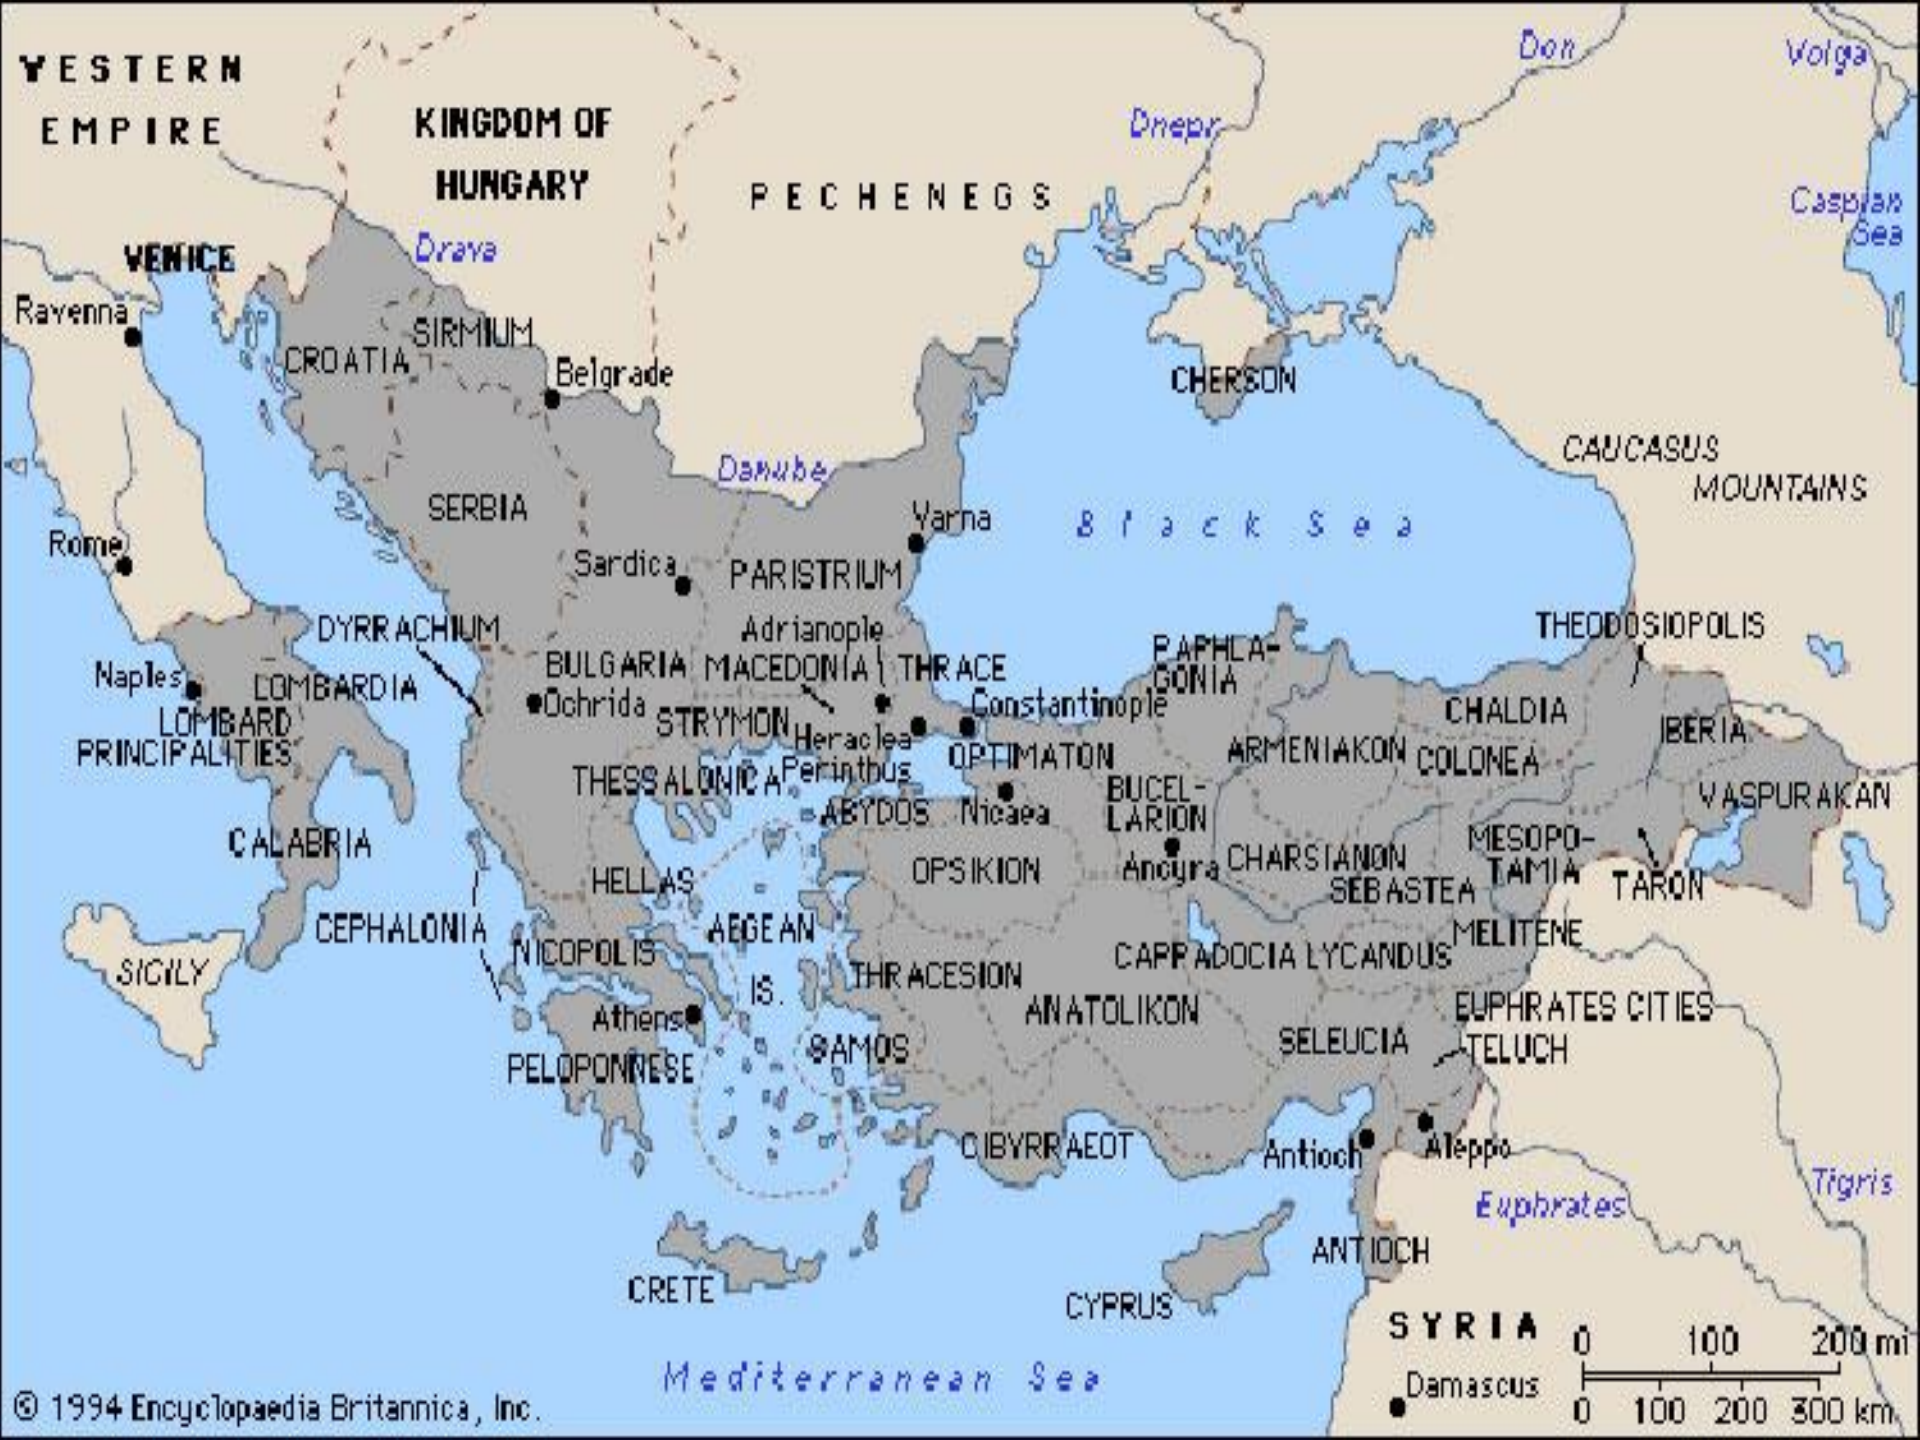 WESTERN
EMPIRE
KINGDOM OF
HUNGARY
PECHENEGS
Dnepr
Don
Volga
Caspian
Sea
VENICE
Drava
Ravenna
CROATIA
SIRMIUM
Belgrade
CHERSON
CAUCASUS
MOUNTAINS
Danube
SERBIA
Varna
Black Sea
Rome
Sardica
PARISTRIUM
DYRRACHIUM
Adrianople
THEODOSIOPOLIS
Naples
LOMBARDIA
BULGARIA
MACEDONIA
THRACE
PAPHLA-
GONIA
LOMBARD
PRINCIPALITIES
Ochrida
STRYMON
Heraclea
Perinthus
Constantinople
CHALDIA
IBERIA
OPTIMATON
ARMENIAKON
COLONEA
THESSALONICA
ABYDOS
Nicaea
BUCEL-
LARION
VASPURAKAN
CALABRIA
OPSIKION
Ancyra
CHARSIANON
MESOPO-
TAMIA
TARON
HELLAS
SEBASTEA
CEPHALONIA
AEGEAN
IS.
MELITENE
SICILY
NICOPOLIS
THRACESION
CAPPADOCIA
LYCANDUS
Athens
ANATOLIKON
EUPHRATES CITIES
SAMOS
SELEUCIA
TELUCH
PELOPONNESE
CIBYRRAEOT
Antioch
Aleppo
Euphrates
Tigris
CRETE
CYPRUS
ANTIOCH
SYRIA
0 100 200 mi
Mediterranean Sea
Damascus
0 100 200 300 km
© 1994 Encyclopaedia Britannica, Inc.